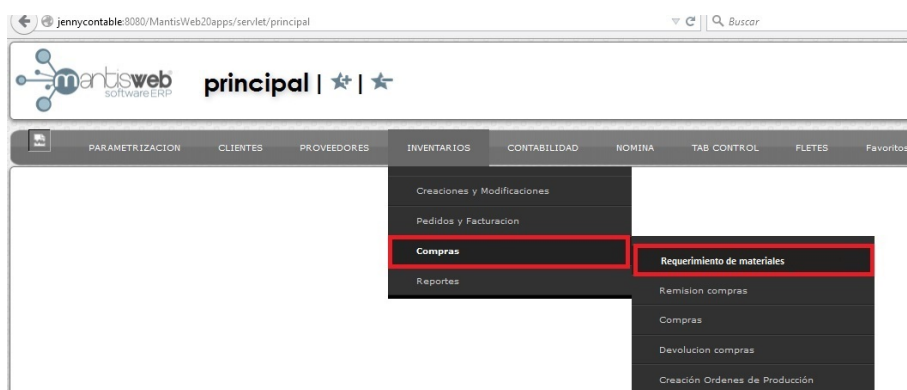 jennycontable:8080/MantisWeb20apps/servlet/principal
Buscar
mantisweb
software ERP
principal | |
PARAMETRIZACION CLIENTES PROVEEDORES INVENTARIOS CONTABILIDAD NOMINA TAB CONTROL FLETES Favoritos
Creaciones y Modificaciones
Pedidos y Facturacion
Compras
Requerimiento de materiales
Reportes
Remision compras
Compras
Devolucion compras
Creación Ordenes de Producción